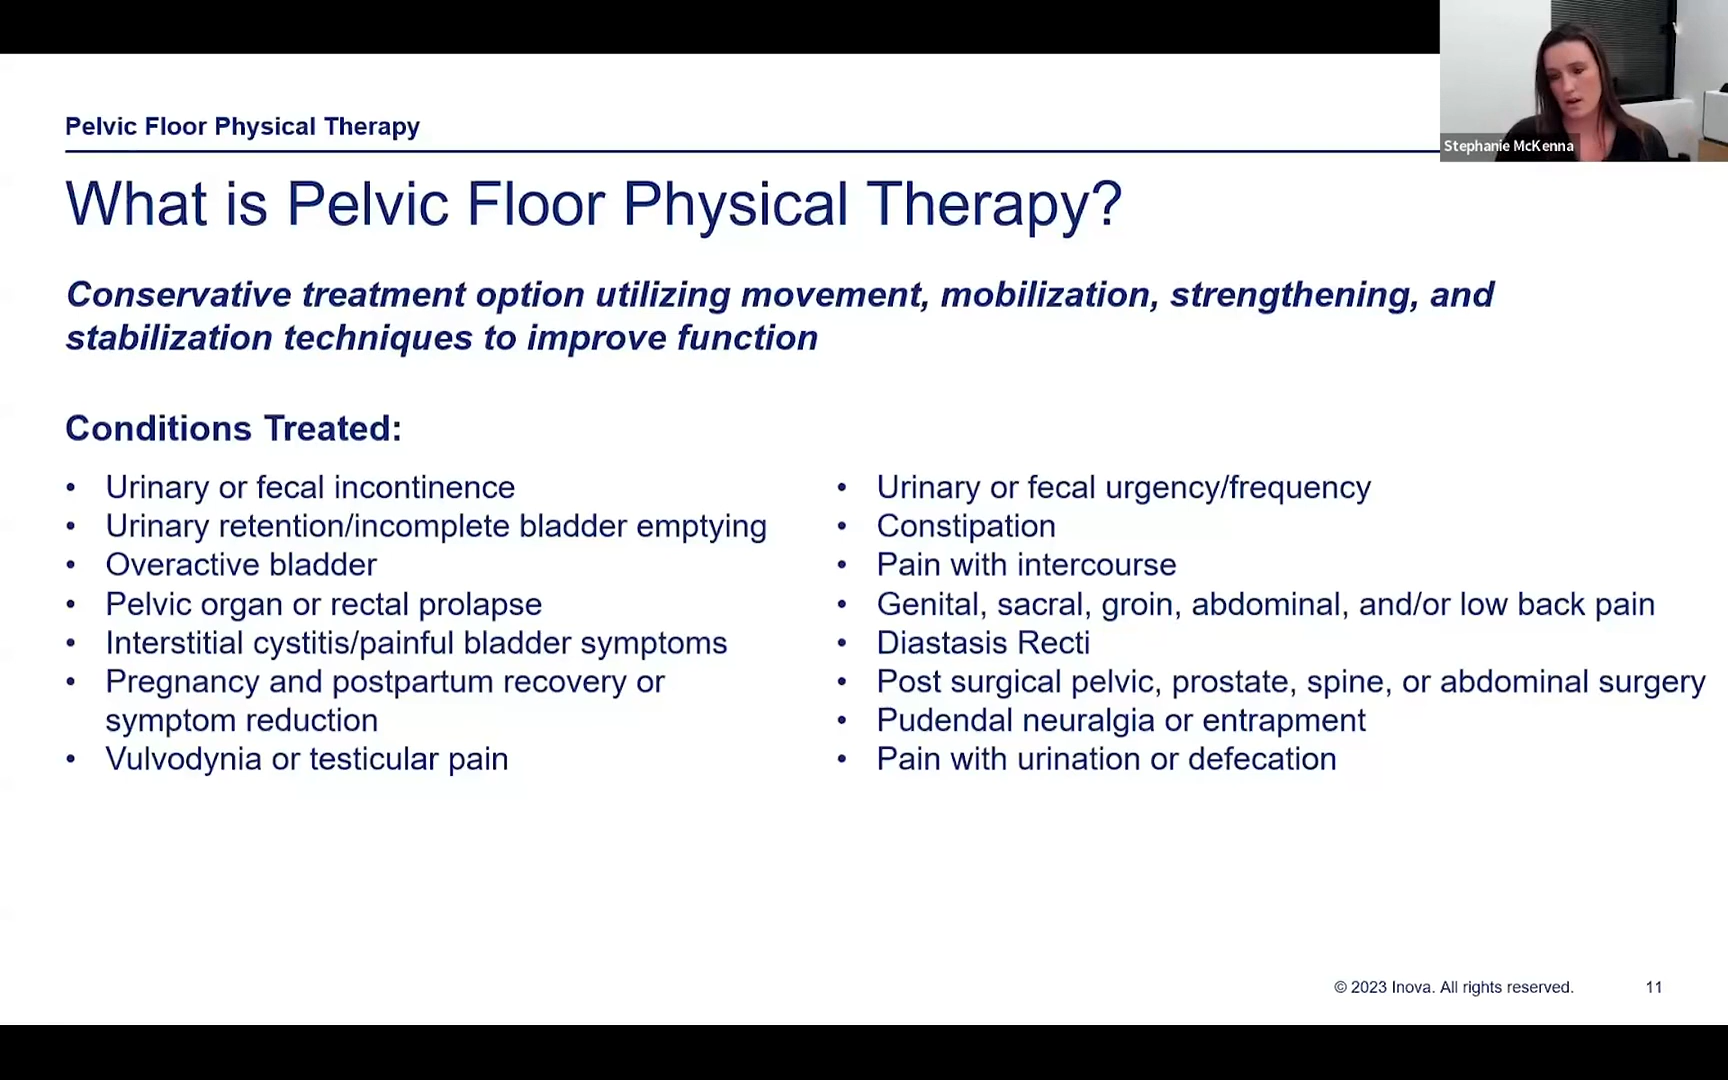 Stephanie McKenna
Pelvic Floor Physical Therapy
What is Pelvic Floor Physical Therapy?
Conservative treatment option utilizing movement, mobilization, strengthening, and
stabilization techniques to improve function
Conditions Treated:
• Urinary or fecal incontinence
• Urinary retention/incomplete bladder emptying
• Overactive bladder
• Pelvic organ or rectal prolapse
• Interstitial cystitis/painful bladder symptoms
• Pregnancy and postpartum recovery or
symptom reduction
• Vulvodynia or testicular pain
• Urinary or fecal urgency/frequency
• Constipation
• Pain with intercourse
• Genital, sacral, groin, abdominal, and/or low back pain
• Diastasis Recti
• Post surgical pelvic, prostate, spine, or abdominal surgery
• Pudendal neuralgia or entrapment
• Pain with urination or defecation
© 2023 Inova. All rights reserved.
11